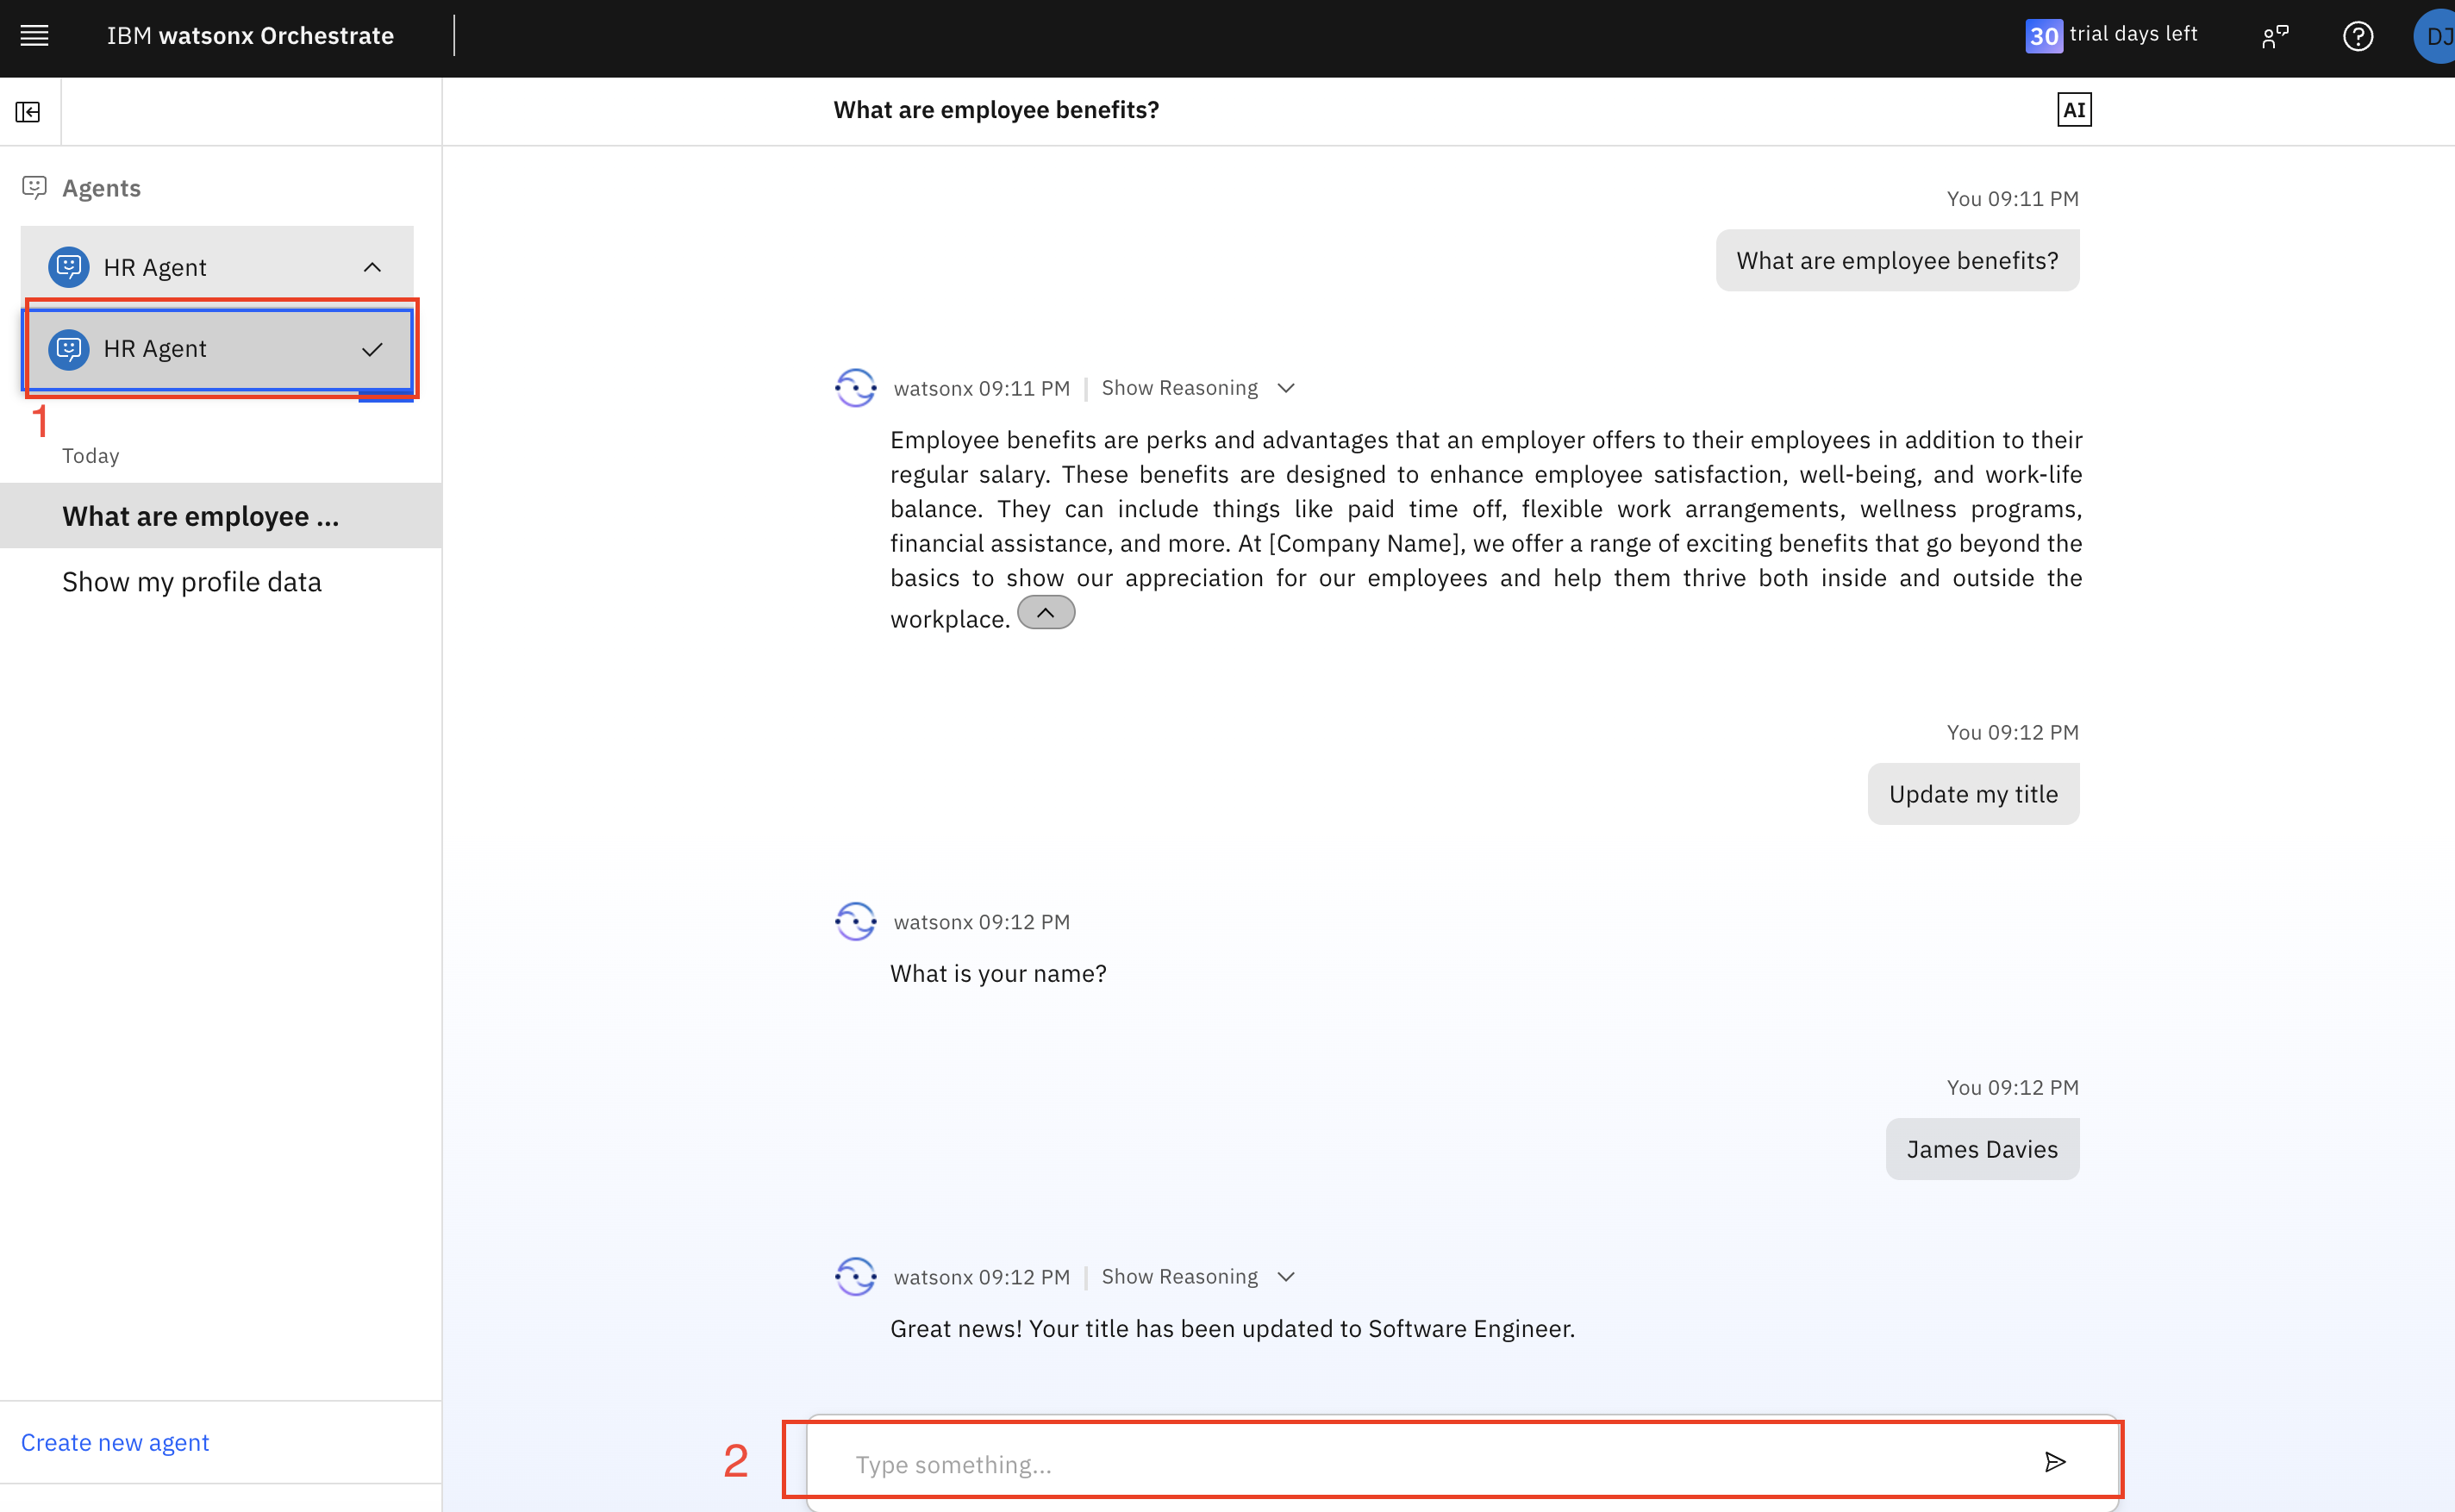 IBM watsonx Orchestrate
30 trial days left
DJ
What are employee benefits?
AI
Agents
HR Agent
HR Agent
1
Today
What are employee ...
Show my profile data
Create new agent
You 09:11 PM
What are employee benefits?
watsonx 09:11 PM | Show Reasoning
Employee benefits are perks and advantages that an employer offers to their employees in addition to their
regular salary. These benefits are designed to enhance employee satisfaction, well-being, and work-life
balance. They can include things like paid time off, flexible work arrangements, wellness programs,
financial assistance, and more. At [Company Name], we offer a range of exciting benefits that go beyond the
basics to show our appreciation for our employees and help them thrive both inside and outside the
workplace.
You 09:12 PM
Update my title
watsonx 09:12 PM
What is your name?
You 09:12 PM
James Davies
watsonx 09:12 PM | Show Reasoning
Great news! Your title has been updated to Software Engineer.
2
Type something...